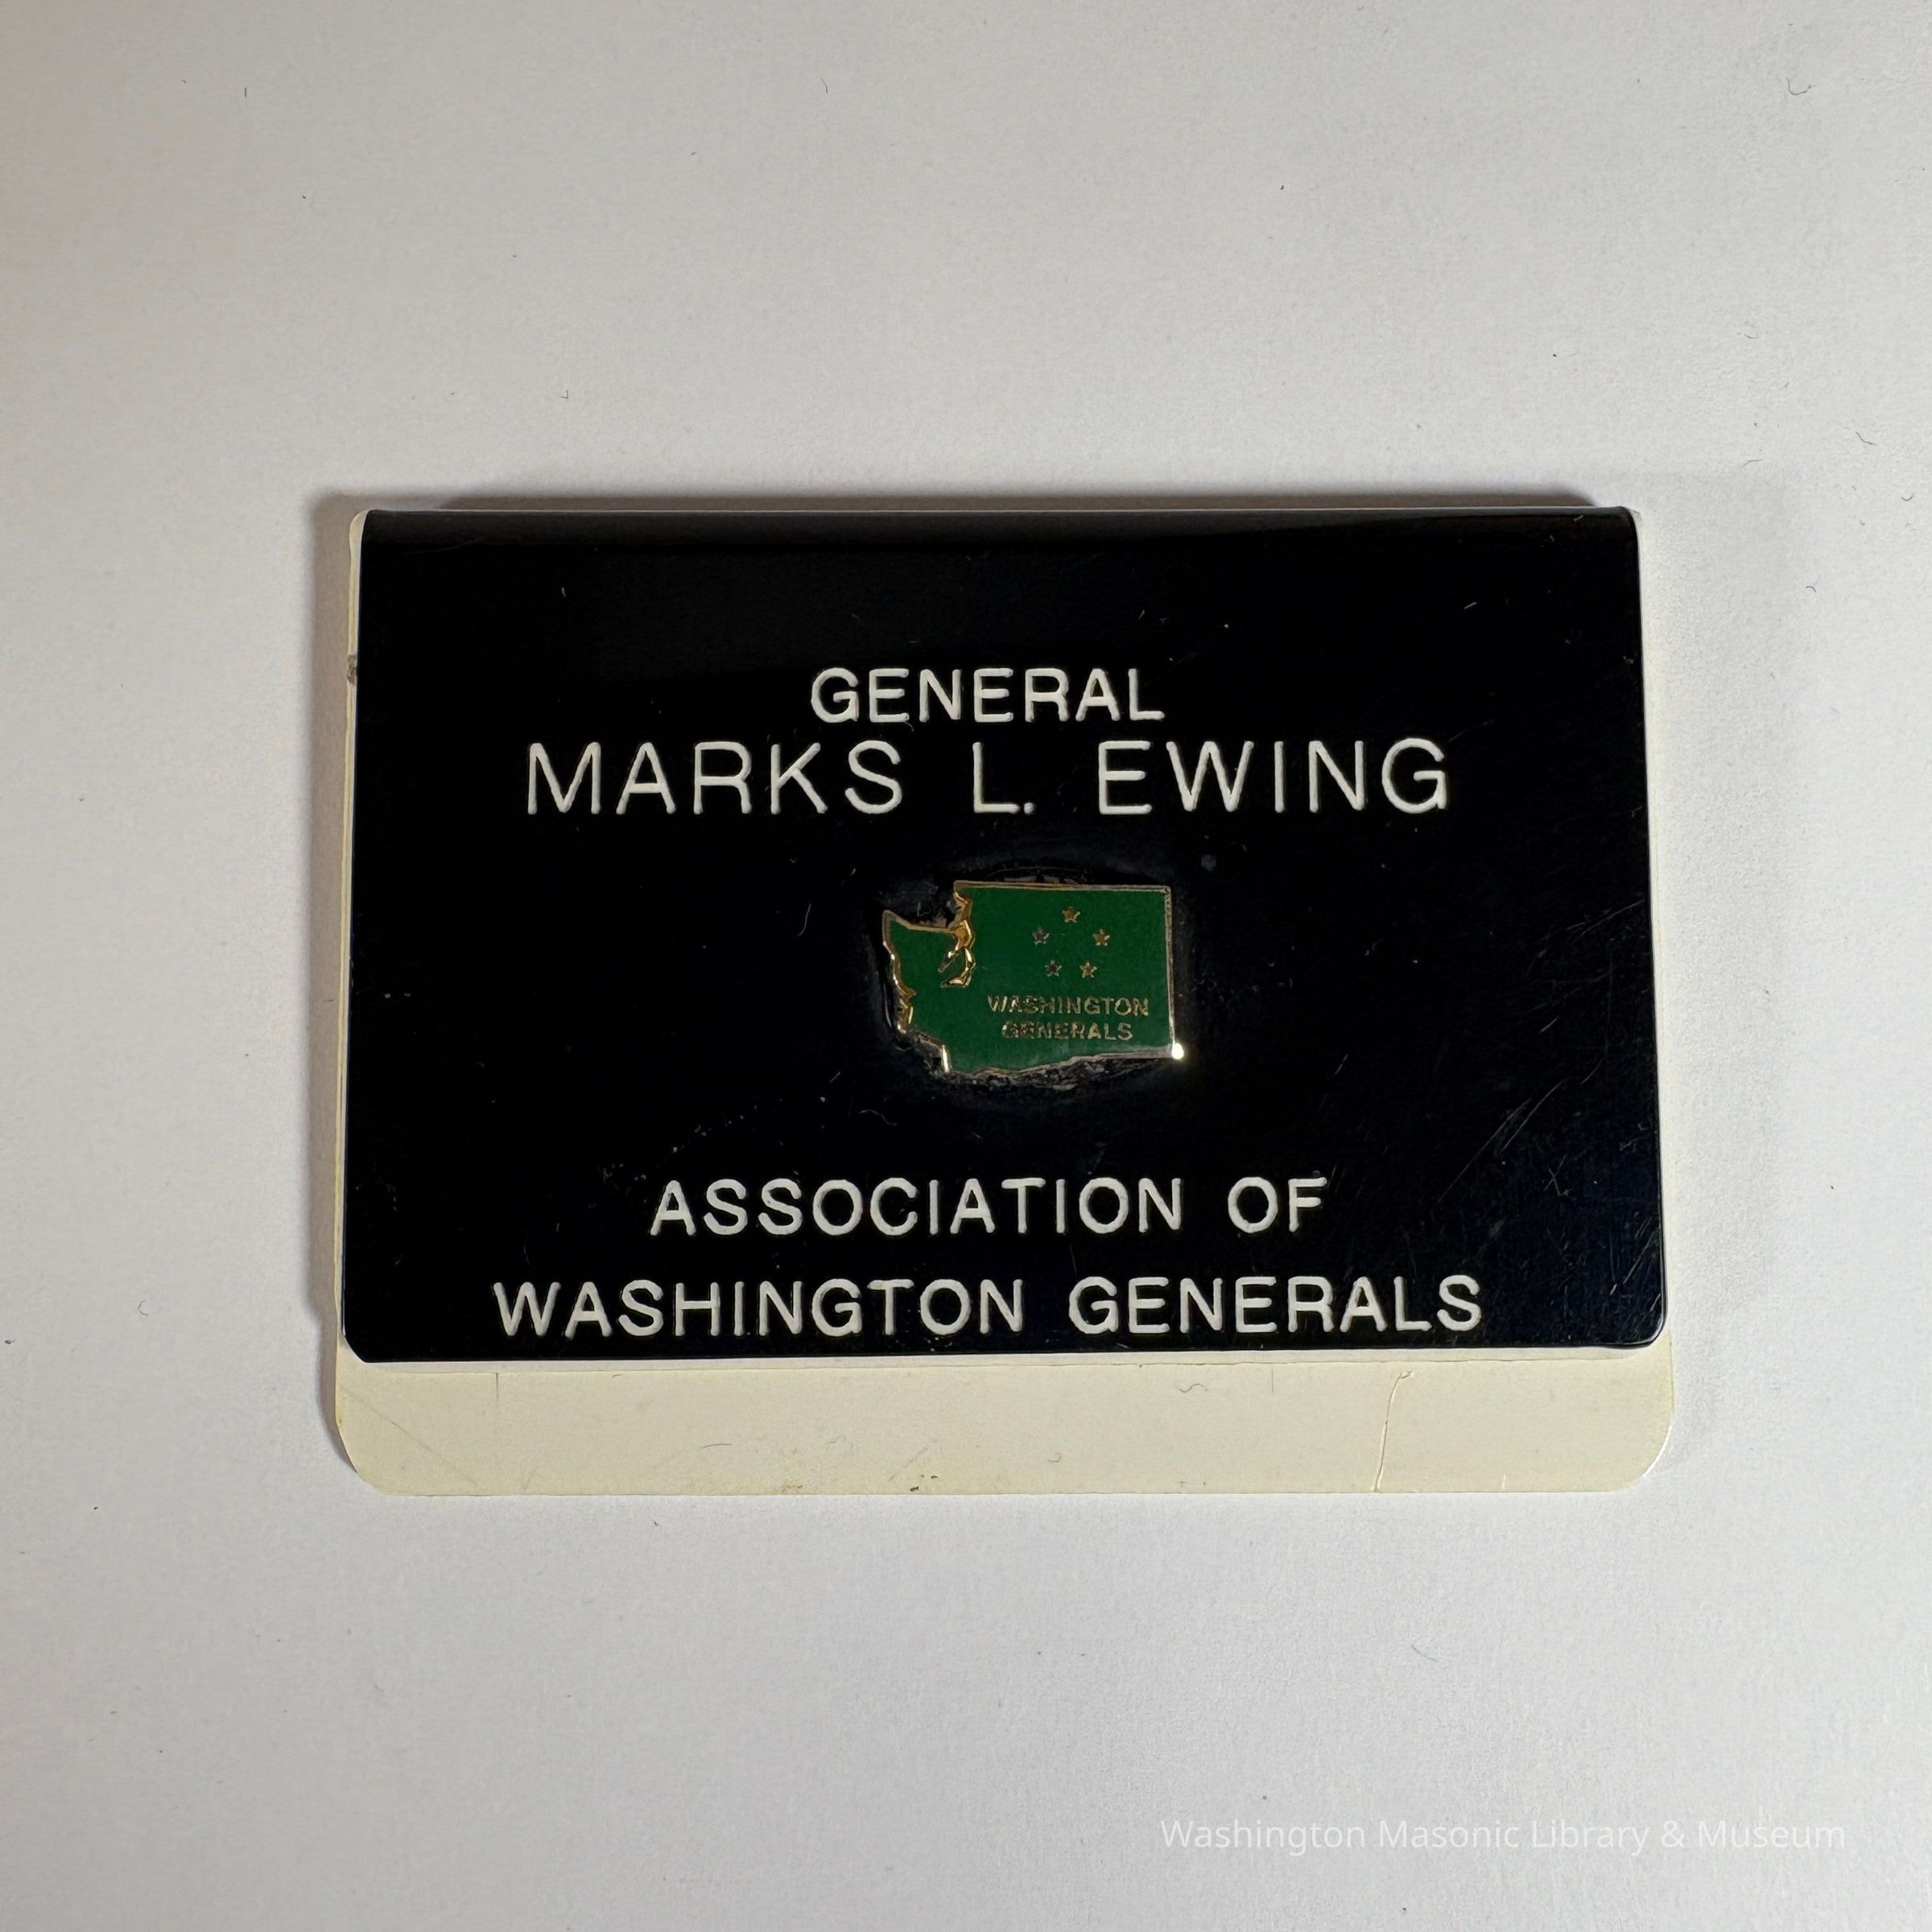 GENERAL
MARKS L. EWING
WASHINGTON
GENERALS
ASSOCIATION OF
WASHINGTON GENERALS
Washington Masonic Library & Museum